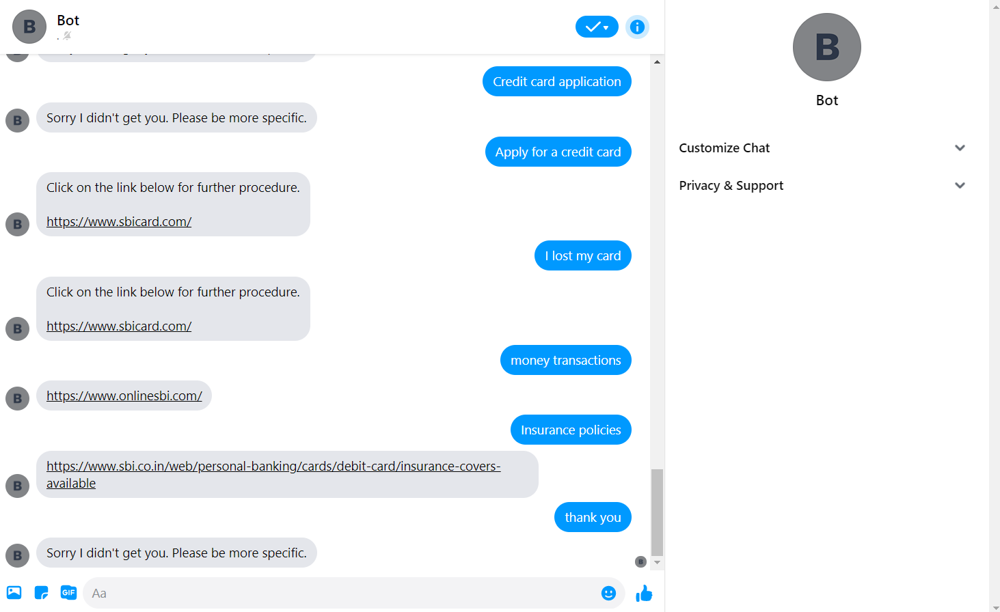 B
Bot
.
B
Credit card application
B
Sorry I didn't get you. Please be more specific.
Apply for a credit card
Click on the link below for further procedure.
https://www.sbicard.com/
B
I lost my card
Click on the link below for further procedure.
https://www.sbicard.com/
B
money transactions
B
https://www.onlinesbi.com/
Insurance policies
https://www.sbi.co.in/web/personal-banking/cards/debit-card/insurance-covers-
available
B
thank you
B
Sorry I didn't get you. Please be more specific.
B
GIF
Aa
Bot
Customize Chat
Privacy & Support